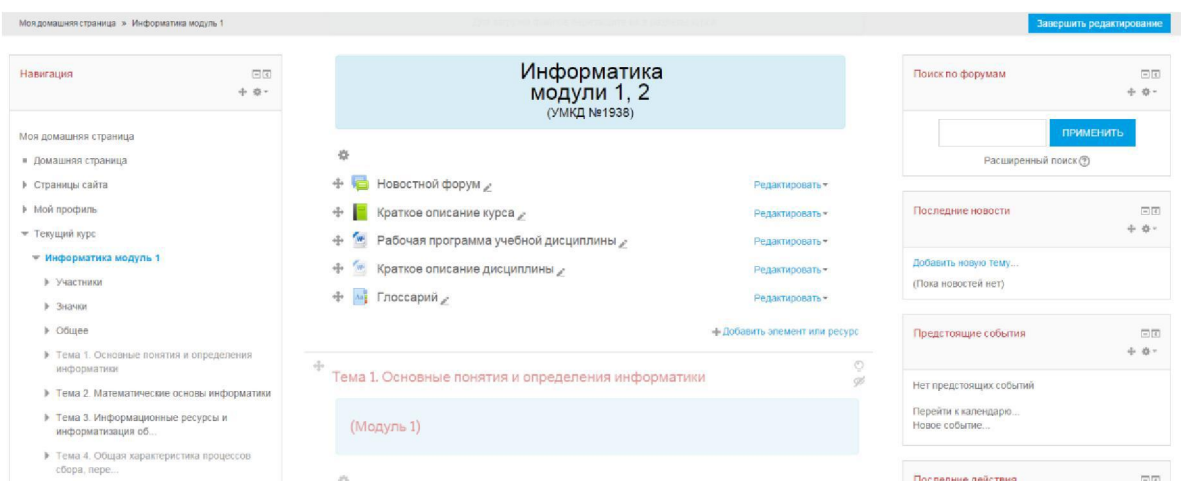 Моя домашняя страница » Информатика модуль 1
Завершить редактирование
Навигация
Моя домашняя страница
Домашняя страница
Страницы сайта
Мой профиль
Текущий курс
Информатика модуль 1
Участники
Значки
Общее
Тема 1. Основные понятия и определения
информатики
Тема 2. Математические основы информатики
Тема 3. Информационные ресурсы и
информатизация об...
Тема 4. Общая характеристика процессов
сбора, пере...
Информатика
модули 1, 2
(УМКД №1938)
Новостной форум
Редактировать
Краткое описание курса
Редактировать
Рабочая программа учебной дисциплины
Редактировать
Краткое описание дисциплины
Редактировать
Глоссарий
Редактировать
Добавить элемент или ресурс
Тема 1. Основные понятия и определения информатики
(Модуль 1)
Поиск по форумам
ПРИМЕНИТЬ
Расширенный поиск
Последние новости
Добавить новую тему...
(Пока новостей нет)
Предстоящие события
Нет предстоящих событий
Перейти к календарю...
Новое событие...
Последние действия